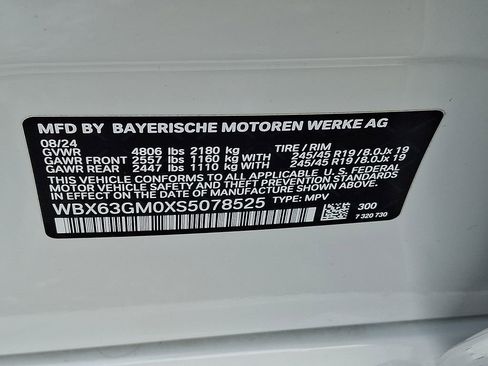 MFD BY BAYERISCHE MOTOREN WERKE AG
08/24 TIRE / RIM
GVWR 4806 lbs 2180 kg
GAWR FRONT 2557 lbs 1160 kg WITH 245/45 R19 / 8.0J x 19
GAWR REAR 2447 lbs 1110 kg WITH 245/45 R19 / 8.0J x 19
THIS VEHICLE CONFORMS TO ALL APPLICABLE U. S. FEDERAL
MOTOR VEHICLE SAFETY, BUMPER, AND THEFT PREVENTION
STANDARDS IN EFFECT ON THE DATE OF MANUFACTURE SHOWN ABOVE.
WBX63GM0XS5078525 TYPE: MPV 300
7 320 730